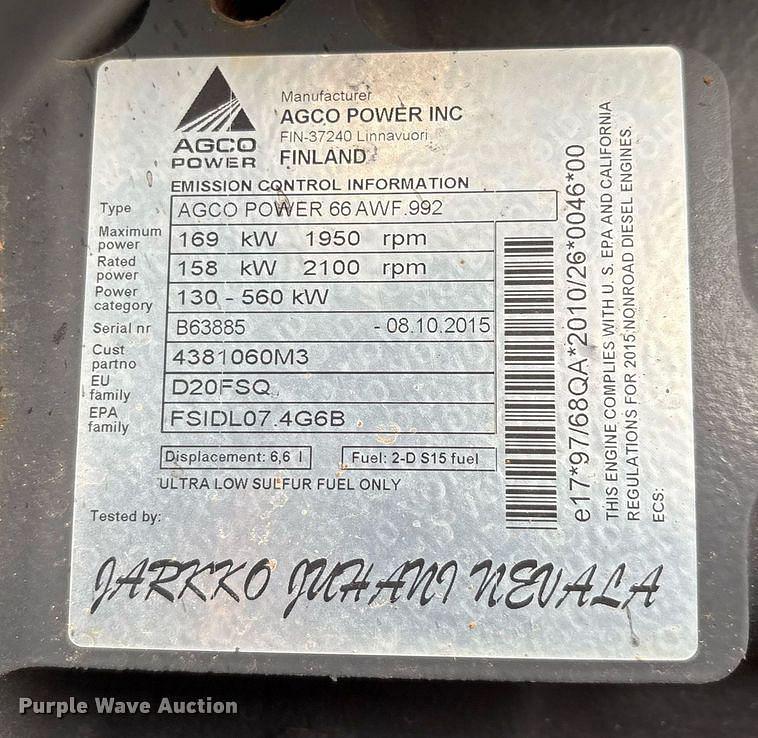 AGCO
POWER
Manufacturer
AGCO POWER INC
FIN-37240 Linnavuori
FINLAND
EMISSION CONTROL INFORMATION
Type AGCO POWER 66 AWF.992
Maximum power 169 kW 1950 rpm
Rated power 158 kW 2100 rpm
Power category 130 - 560 kW
Serial nr B63885 - 08.10.2015
Cust partno 4381060M3
EU family D20FSQ
EPA family FSIDL07.4G6B
Displacement: 6,6 l Fuel: 2-D S15 fuel
ULTRA LOW SULFUR FUEL ONLY
Tested by:
JARKKO JUHANI NEVALA
e17*97/68QA*2010/26*0046*00
THIS ENGINE COMPLIES WITH U. S. EPA AND CALIFORNIA
REGULATIONS FOR 2015 NONROAD DIESEL ENGINES.
ECS:
Purple Wave Auction